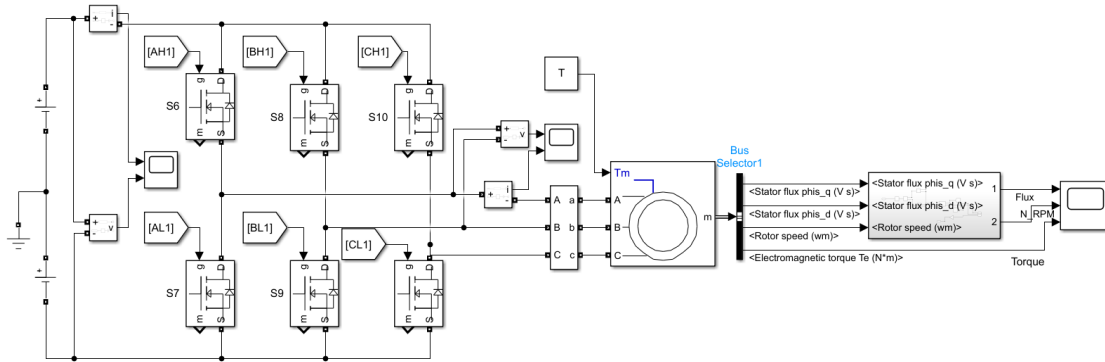 +
i
-
[AH1]
[BH1]
[CH1]
g
D
S6
m
S
g
D
S8
m
S
g
D
S10
m
S
T
+
-
v
+
i
-
+
+
-
v
+
[AL1]
[BL1]
[CL1]
g
D
S7
m
S
g
D
S9
m
S
g
D
m
S
A a
B b
C c
Tm
A
B
C
m
Bus
Selector1
<Stator flux phis_q (V s)>
<Stator flux phis_d (V s)>
<Rotor speed (wm)>
<Electromagnetic torque Te (N*m)>
<Stator flux phis_q (V s)>
<Stator flux phis_d (V s)>
<Rotor speed (wm)>
1
2
Flux
N_RPM
Torque